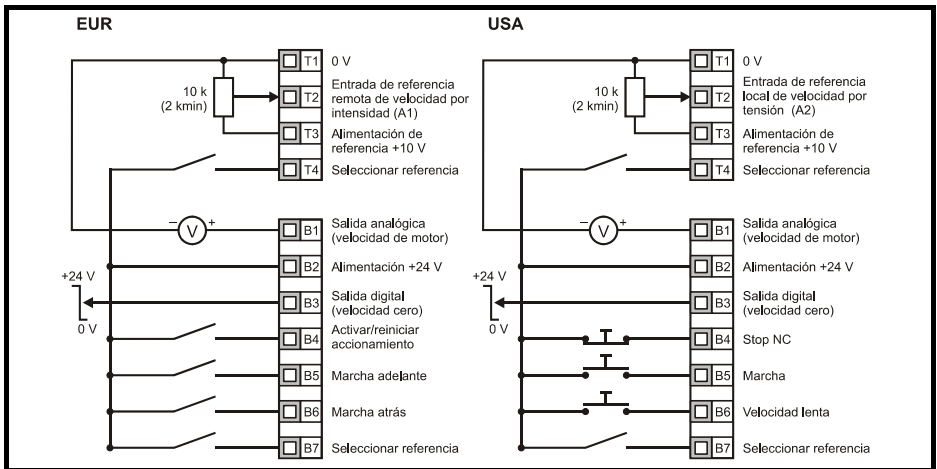 EUR
T1 0 V
10 k
(2 kmin)
T2 Entrada de referencia
remota de velocidad por
intensidad (A1)
T3 Alimentación de
referencia +10 V
T4 Seleccionar referencia
− V +
B1 Salida analógica
(velocidad de motor)
B2 Alimentación +24 V
+24 V
0 V
B3 Salida digital
(velocidad cero)
B4 Activar/reiniciar
accionamiento
B5 Marcha adelante
B6 Marcha atrás
B7 Seleccionar referencia
USA
T1 0 V
10 k
(2 kmin)
T2 Entrada de referencia
local de velocidad por
tensión (A2)
T3 Alimentación de
referencia +10 V
T4 Seleccionar referencia
− V +
B1 Salida analógica
(velocidad de motor)
B2 Alimentación +24 V
+24 V
0 V
B3 Salida digital
(velocidad cero)
B4 Stop NC
B5 Marcha
B6 Velocidad lenta
B7 Seleccionar referencia